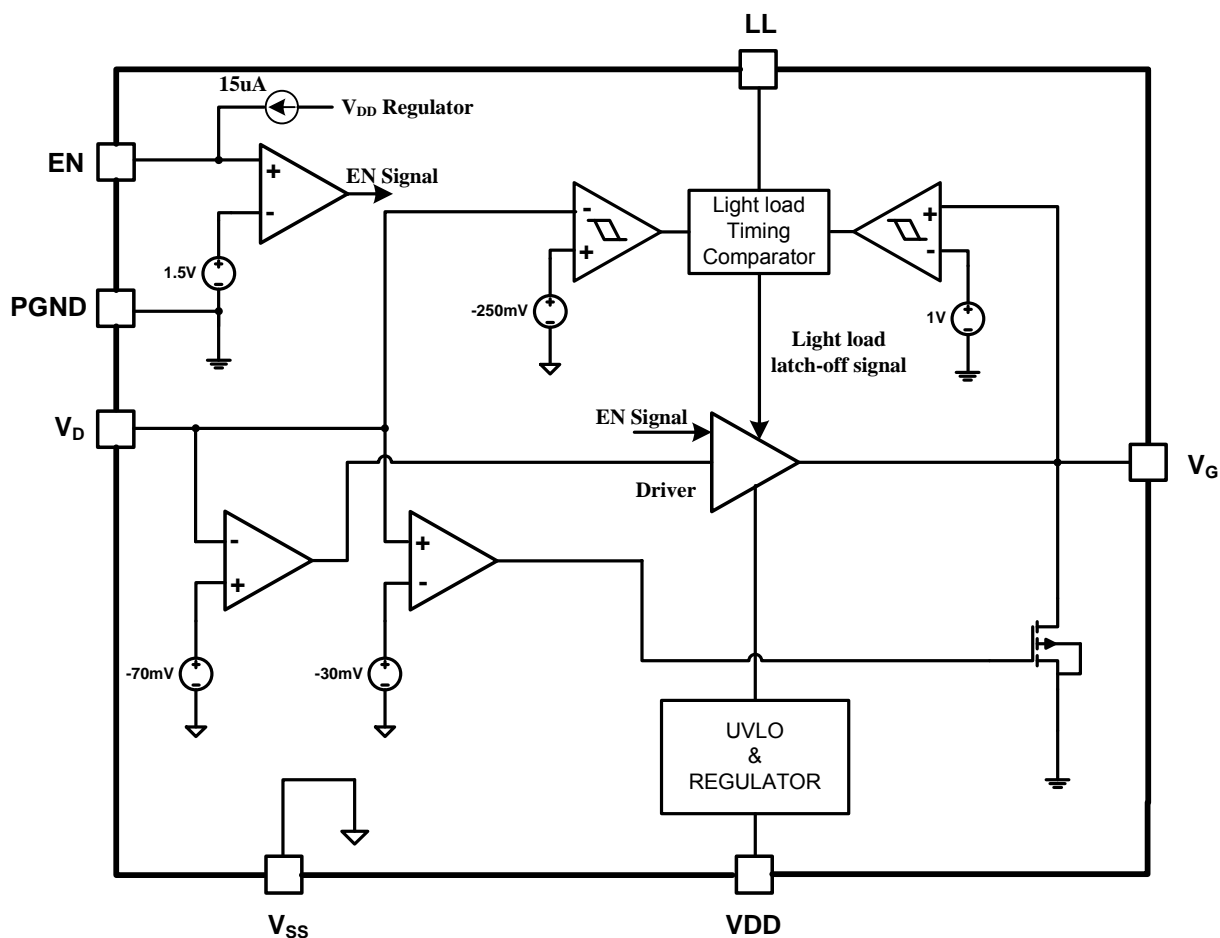 LL
15uA
VDD Regulator
EN
+
-
EN Signal
1.5V
+
-
PGND
-
+
-250mV
+
-
Light load
Timing
Comparator
+
-
1V
+
-
Light load
latch-off signal
VD
EN Signal
Driver
VG
-
+
+
-
-70mV
+
-
-30mV
+
-
UVLO
&
REGULATOR
VSS
VDD